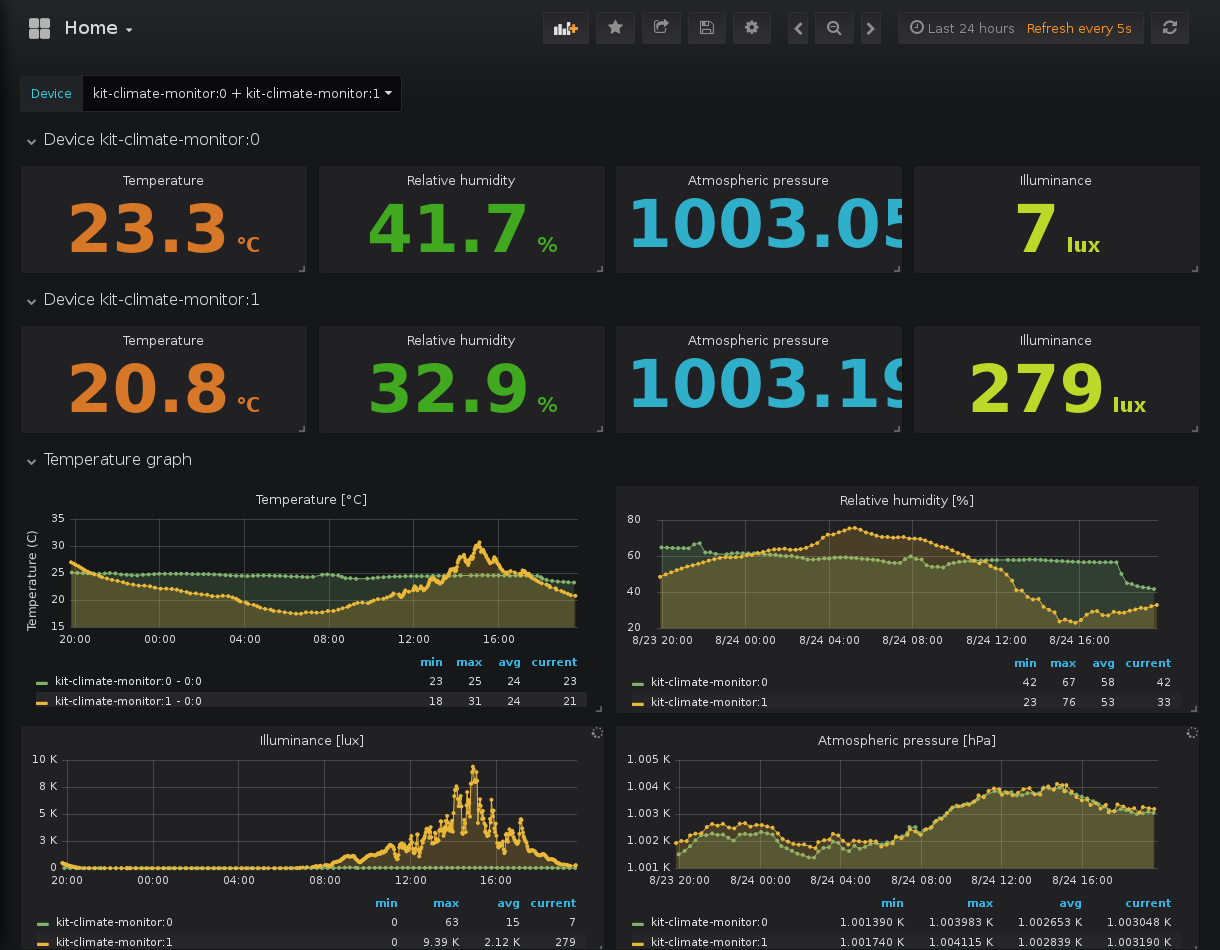 Home
Last 24 hours Refresh every 5s
Device kit-climate-monitor:0 + kit-climate-monitor:1
Device kit-climate-monitor:0
Temperature Relative humidity Atmospheric pressure Illuminance
23.3 °C 41.7 % 1003.05 7 lux
Device kit-climate-monitor:1
Temperature Relative humidity Atmospheric pressure Illuminance
20.8 °C 32.9 % 1003.19 279 lux
Temperature graph
Temperature [°C]
Temperature (C)
35
30
25
20
15
20:00 00:00 04:00 08:00 12:00 16:00
min max avg current
kit-climate-monitor:0 - 0:0 23 25 24 23
kit-climate-monitor:1 - 0:0 18 31 24 21
Relative humidity [%]
80
60
40
20
8/23 20:00 8/24 00:00 8/24 04:00 8/24 08:00 8/24 12:00 8/24 16:00
min max avg current
kit-climate-monitor:0 42 67 58 42
kit-climate-monitor:1 23 76 53 33
Illuminance [lux]
10 K
8 K
5 K
3 K
0
20:00 00:00 04:00 08:00 12:00 16:00
min max avg current
kit-climate-monitor:0 0 63 15 7
kit-climate-monitor:1 0 9.39 K 2.12 K 279
Atmospheric pressure [hPa]
1.005 K
1.004 K
1.003 K
1.002 K
1.001 K
8/23 20:00 8/24 00:00 8/24 04:00 8/24 08:00 8/24 12:00 8/24 16:00
min max avg current
kit-climate-monitor:0 1.001390 K 1.003983 K 1.002653 K 1.003048 K
kit-climate-monitor:1 1.001740 K 1.004115 K 1.002839 K 1.003190 K